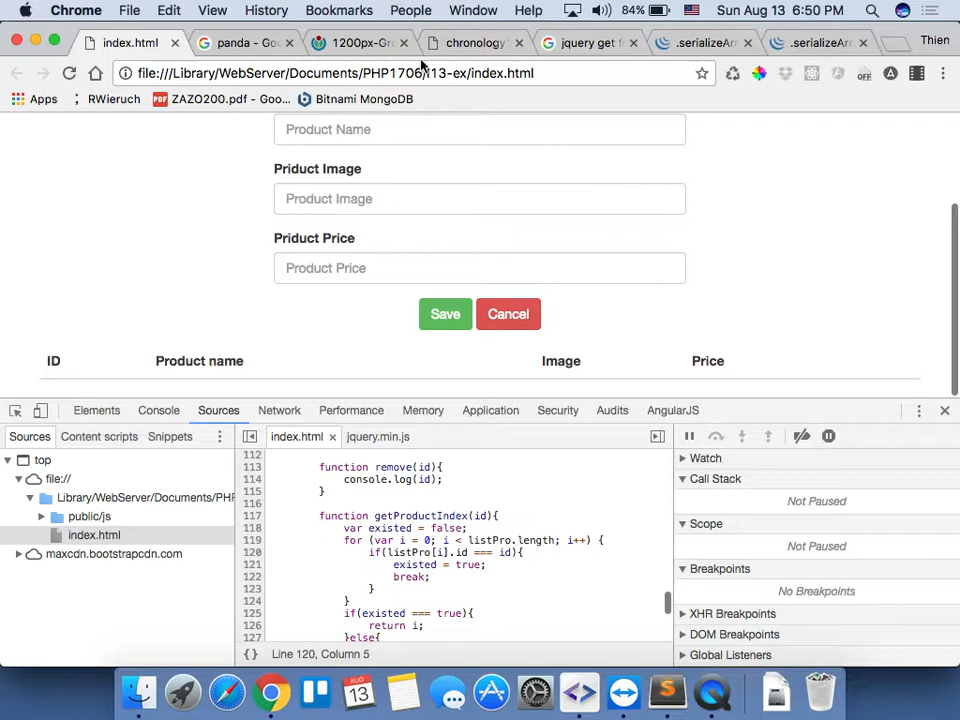 Chrome File Edit View History Bookmarks People Window Help 84% Sun Aug 13 6:50 PM
index.html panda - Go 1200px-Gr chronology jquery get f .serializeArr .serializeArr Thien
file:///Library/WebServer/Documents/PHP1706/l13-ex/index.html
Apps RWieruch ZAZO200.pdf - Goo... Bitnami MongoDB
Product Name
Priduct Image
Product Image
Priduct Price
Product Price
Save Cancel
ID Product name Image Price
Elements Console Sources Network Performance Memory Application Security Audits AngularJS
Sources Content scripts Snippets index.html jquery.min.js
top
file://
Library/WebServer/Documents/PHP
public/js
index.html
maxcdn.bootstrapcdn.com
112
113 function remove(id){
114 console.log(id);
115 }
116
117 function getProductIndex(id){
118 var existed = false;
119 for (var i = 0; i < listPro.length; i++) {
120 if(listPro[i].id === id){
121 existed = true;
122 break;
123 }
124 }
125 if(existed === true){
126 return i;
127 }else{
{} Line 120, Column 5
Watch
Call Stack
Not Paused
Scope
Not Paused
Breakpoints
No Breakpoints
XHR Breakpoints
DOM Breakpoints
Global Listeners
AUG
13